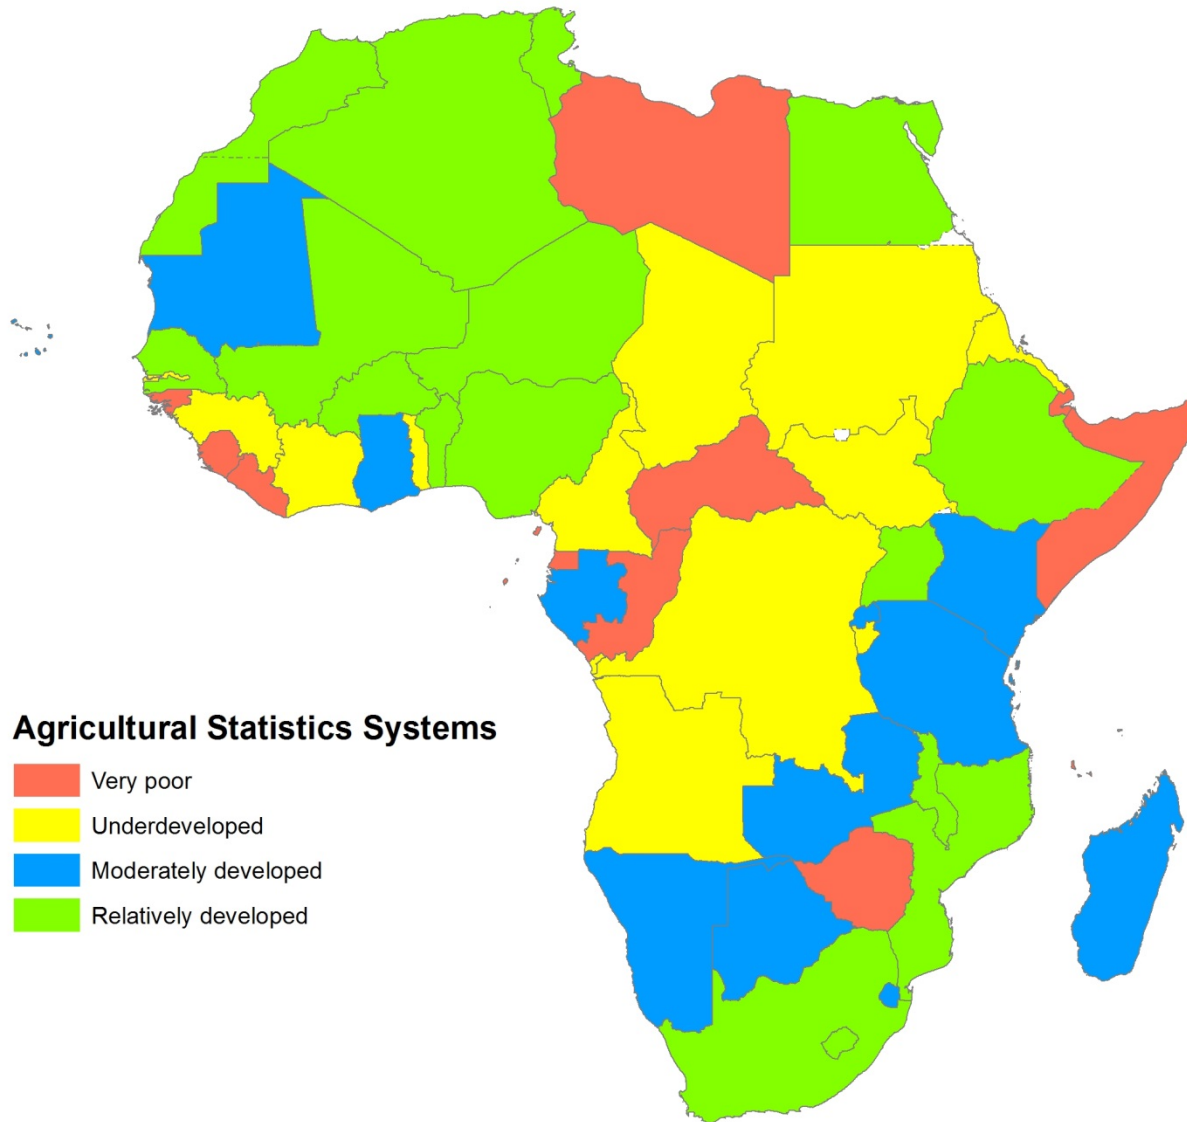 Agricultural Statistics Systems
Very poor
Underdeveloped
Moderately developed
Relatively developed